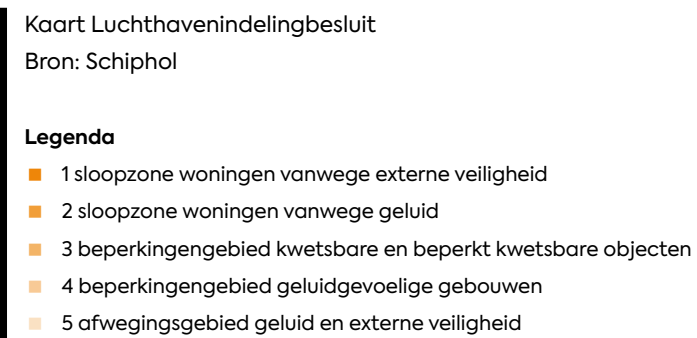 Kaart Luchthavenindelingbesluit
Bron: Schiphol
Legenda
1 sloopzone woningen vanwege externe veiligheid
2 sloopzone woningen vanwege geluid
3 beperkingengebied kwetsbare en beperkt kwetsbare objecten
4 beperkingengebied geluidgevoelige gebouwen
5 afwegingsgebied geluid en externe veiligheid